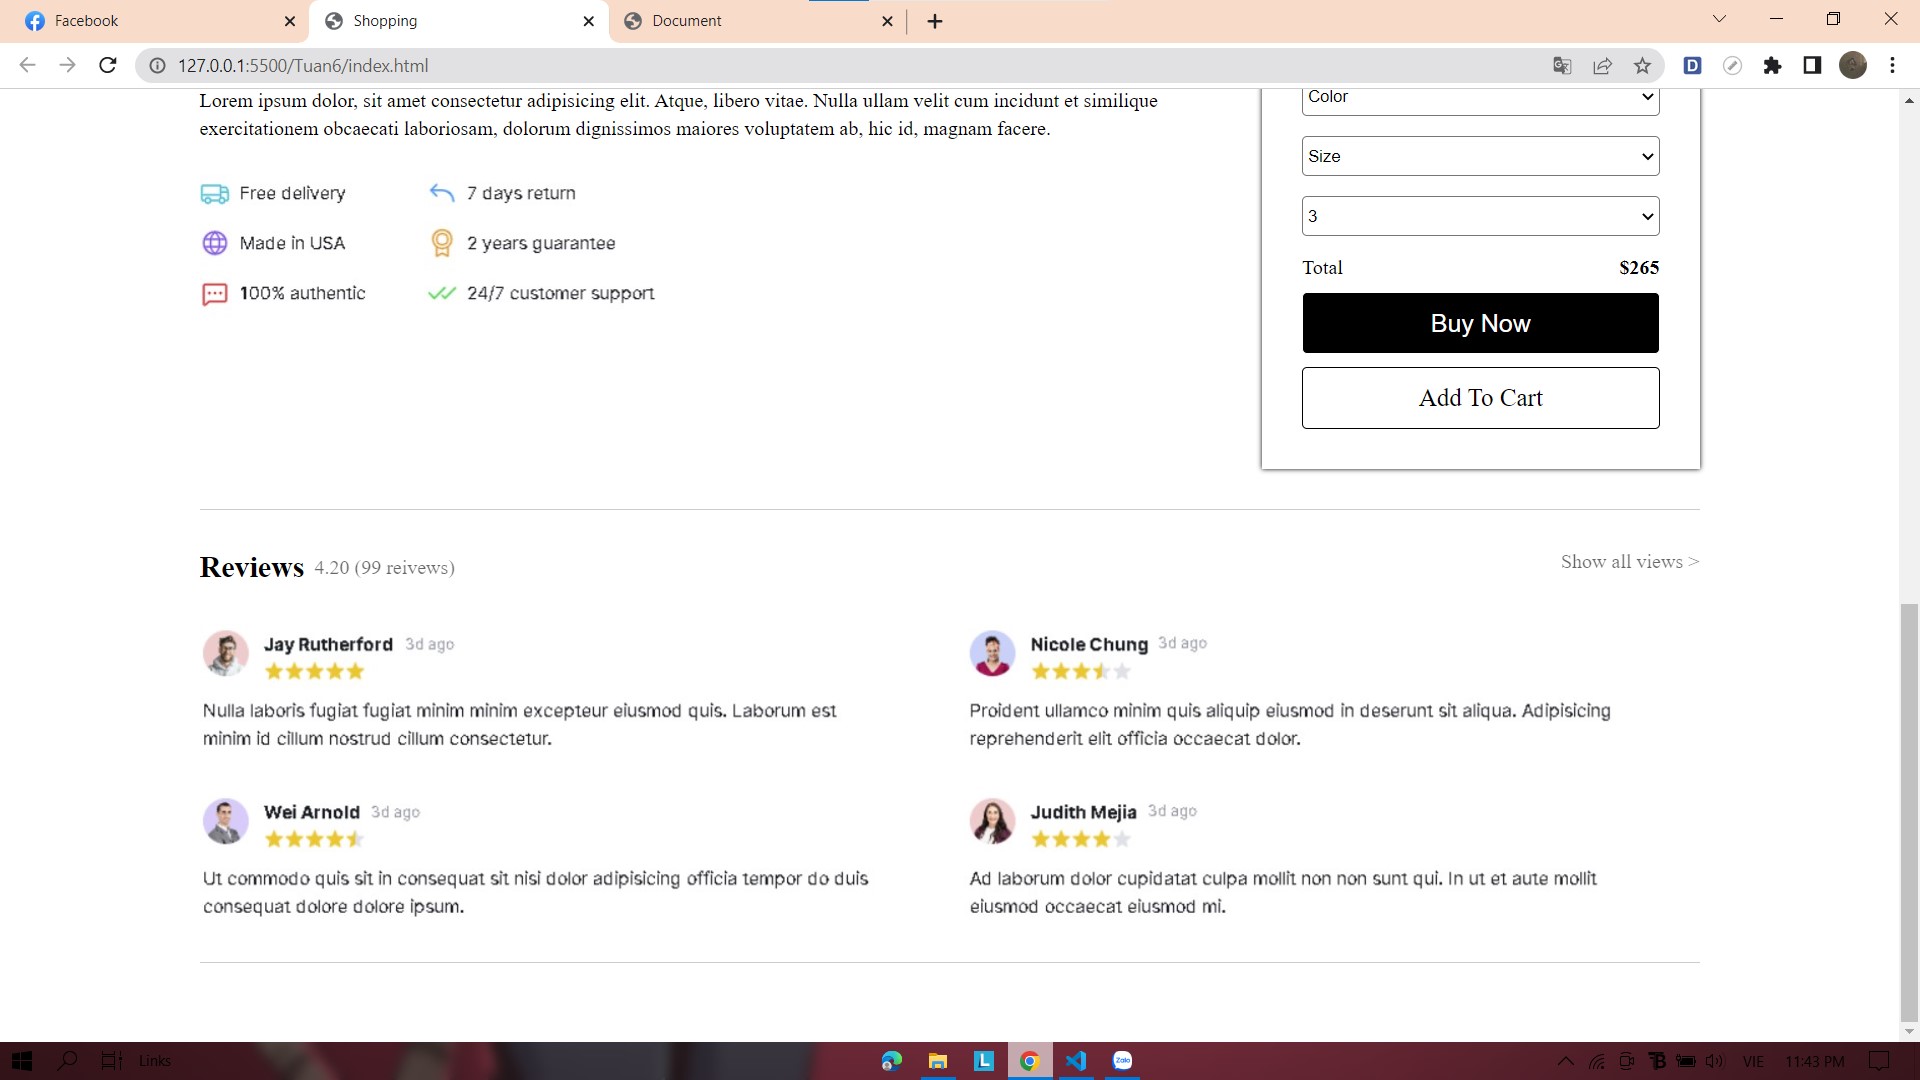 Facebook
Shopping
Document
127.0.0.1:5500/Tuan6/index.html
Lorem ipsum dolor, sit amet consectetur adipisicing elit. Atque, libero vitae. Nulla ullam velit cum incidunt et similique
exercitationem obcaecati laboriosam, dolorum dignissimos maiores voluptatem ab, hic id, magnam facere.
Free delivery
7 days return
Made in USA
2 years guarantee
100% authentic
24/7 customer support
Color
Size
3
Total $265
Buy Now
Add To Cart
Reviews 4.20 (99 reivews)
Show all views >
Jay Rutherford 3d ago
Nulla laboris fugiat fugiat minim minim excepteur eiusmod quis. Laborum est
minim id cillum nostrud cillum consectetur.
Nicole Chung 3d ago
Proident ullamco minim quis aliquip eiusmod in deserunt sit aliqua. Adipisicing
reprehenderit elit officia occaecat dolor.
Wei Arnold 3d ago
Ut commodo quis sit in consequat sit nisi dolor adipisicing officia tempor do duis
consequat dolore dolore ipsum.
Judith Mejia 3d ago
Ad laborum dolor cupidatat culpa mollit non non sunt qui. In ut et aute mollit
eiusmod occaecat eiusmod mi.
Links
L
Zalo
VIE
11:43 PM